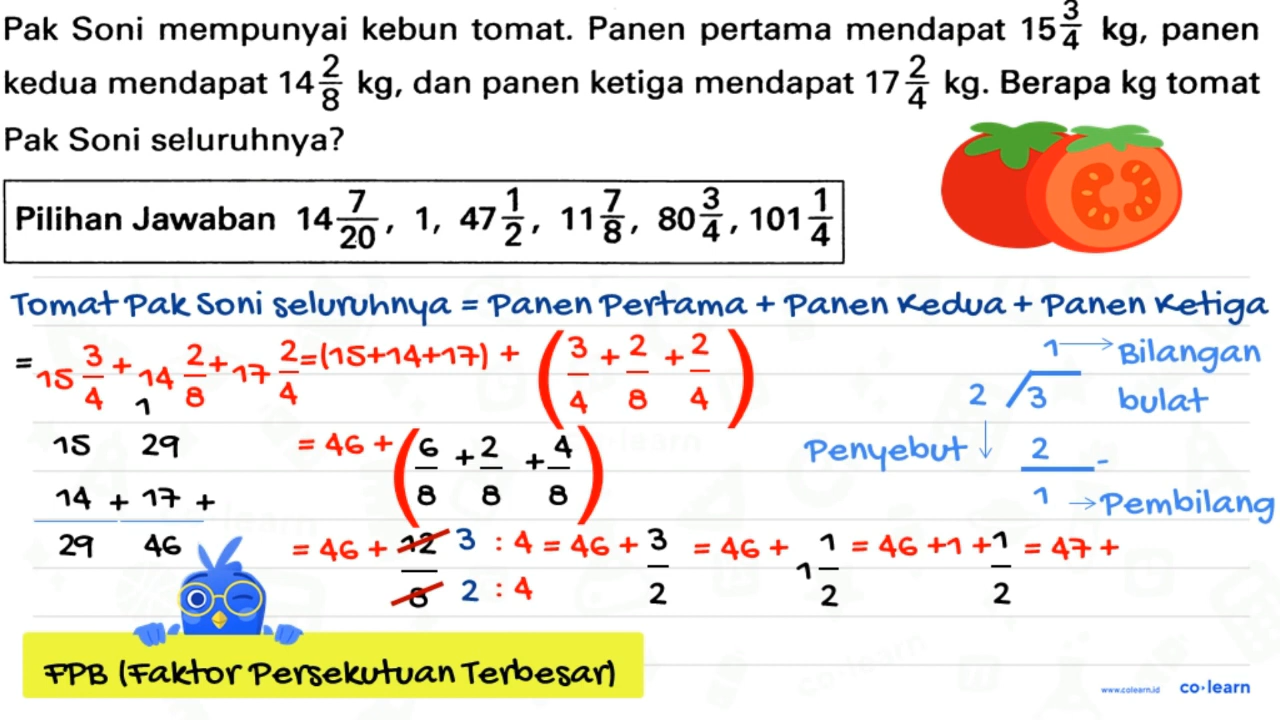 Pak Soni mempunyai kebun tomat. Panen pertama mendapat 15 3/4 kg, panen
kedua mendapat 14 2/8 kg, dan panen ketiga mendapat 17 2/4 kg. Berapa kg tomat
Pak Soni seluruhnya?
Pilihan Jawaban 14 7/20, 1, 47 1/2, 11 7/8, 80 3/4, 101 1/4
Tomat Pak Soni seluruhnya = Panen Pertama + Panen Kedua + Panen Ketiga
= 15 3/4 + 14 2/8 + 17 2/4 = (15+14+17) + (3/4 + 2/8 + 2/4)
= 46 + (6/8 + 2/8 + 4/8)
= 46 + 12/8 3 : 4 / 2 : 4 = 46 + 3/2 = 46 + 1 1/2 = 46 + 1 + 1/2 = 47 +
15
14 +
29
1
29
17 +
46
1 → Bilangan
bulat
2 / 3
Penyebut ↓ 2 -
1 → Pembilang
FPB (Faktor Persekutuan Terbesar)
www.colearn.id co·learn